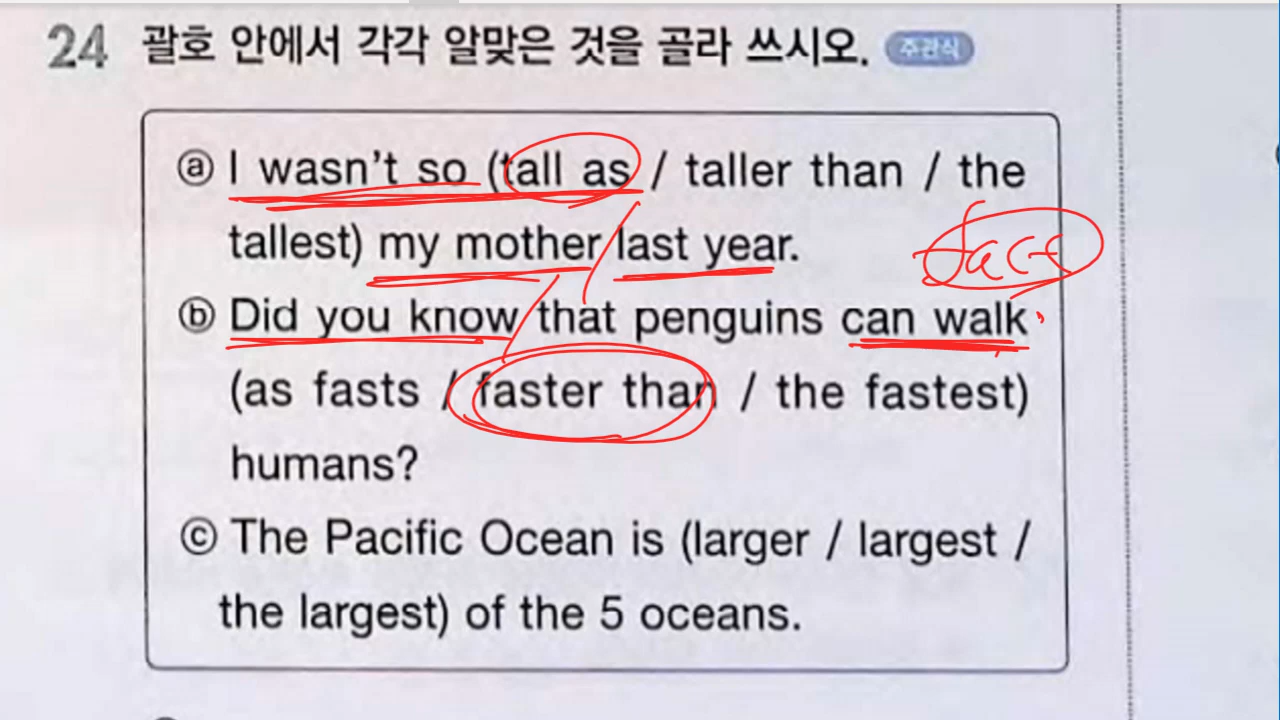 24 괄호 안에서 각각 알맞은 것을 골라 쓰시오. 주관식
ⓐ I wasn't so (tall as / taller than / the
tallest) my mother last year.
ⓑ Did you know that penguins can walk
(as fasts / faster than / the fastest)
humans?
ⓒ The Pacific Ocean is (larger / largest /
the largest) of the 5 oceans.